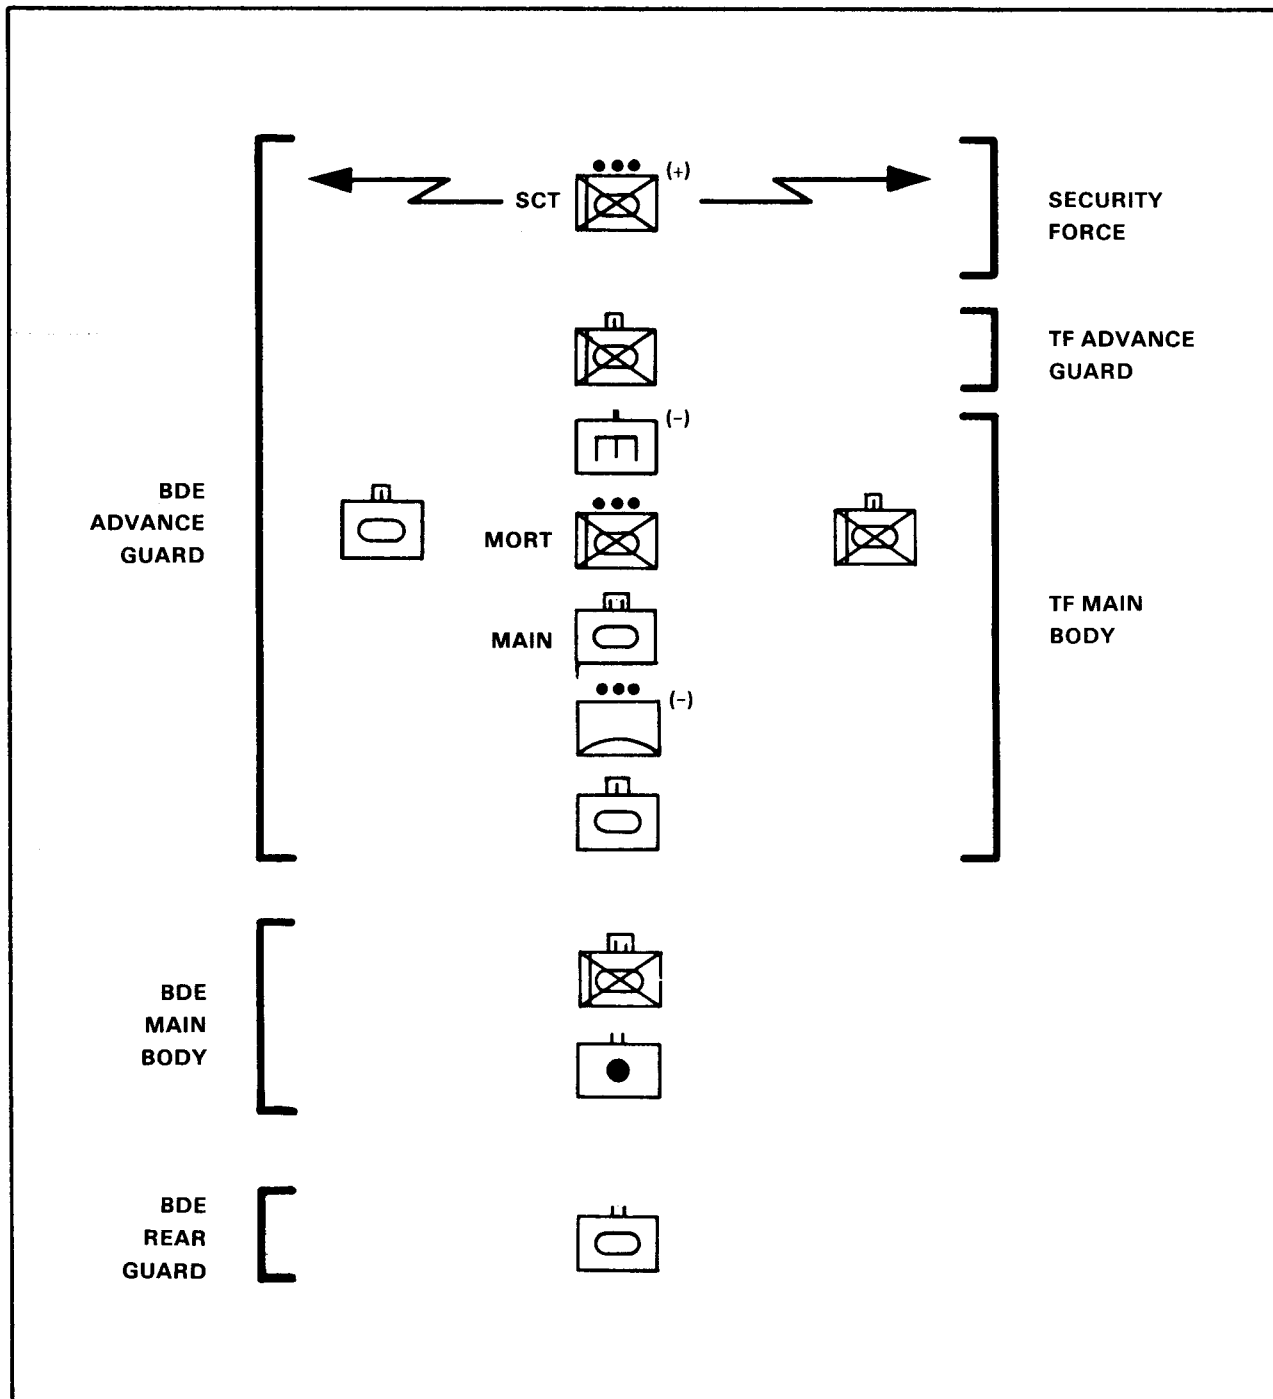 (+)
SCT
SECURITY
FORCE
TF ADVANCE
GUARD
(-)
BDE
ADVANCE
GUARD
MORT
MAIN
TF MAIN
BODY
(-)
BDE
MAIN
BODY
BDE
REAR
GUARD